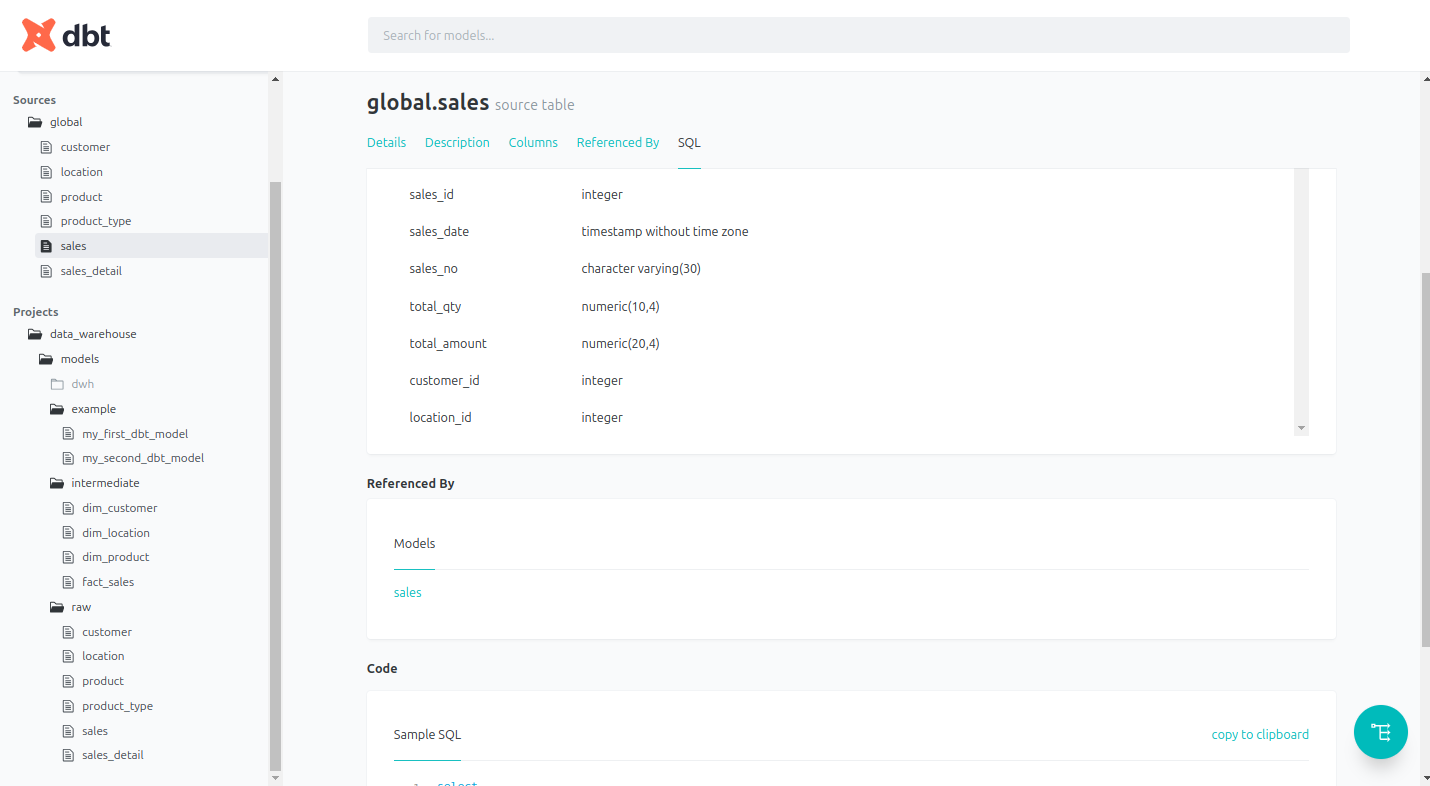 dbt
Search for models...
Sources
global
customer
location
product
product_type
sales
sales_detail
Projects
data_warehouse
models
dwh
example
my_first_dbt_model
my_second_dbt_model
intermediate
dim_customer
dim_location
dim_product
fact_sales
raw
customer
location
product
product_type
sales
sales_detail
global.sales source table
Details Description Columns Referenced By SQL
sales_id integer
sales_date timestamp without time zone
sales_no character varying(30)
total_qty numeric(10,4)
total_amount numeric(20,4)
customer_id integer
location_id integer
Referenced By
Models
sales
Code
Sample SQL copy to clipboard
1 select